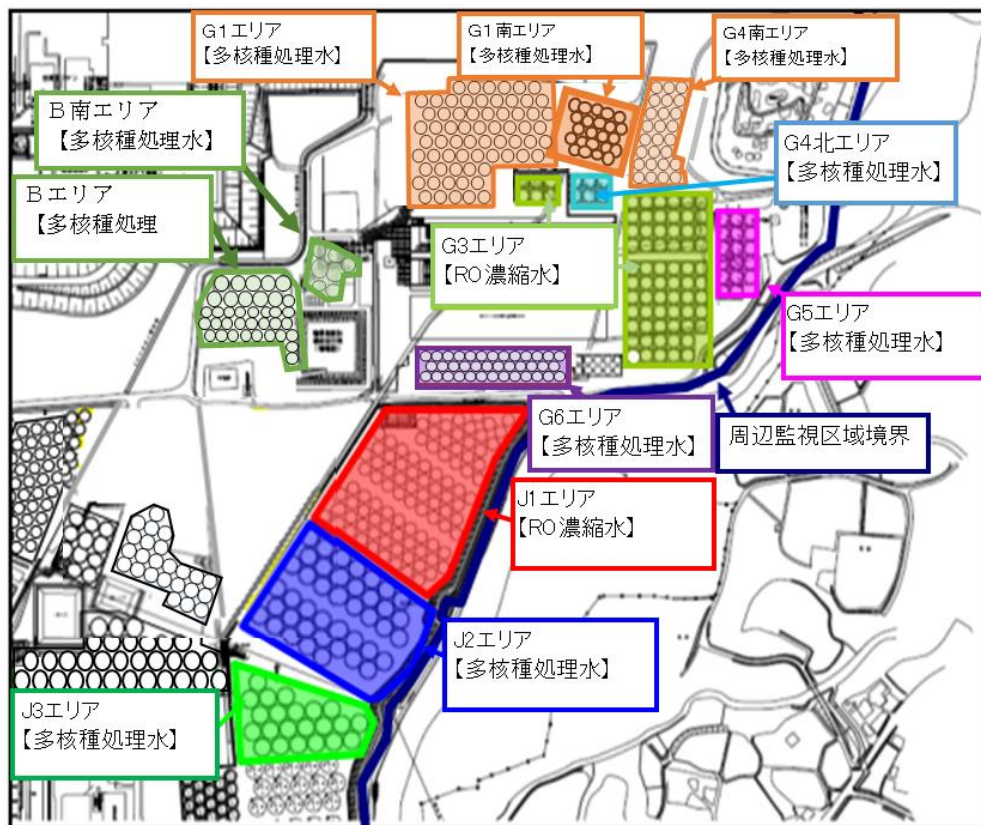 G1エリア
【多核種処理水】
G1南エリア
【多核種処理水】
G4南エリア
【多核種処理水】
B南エリア
【多核種処理水】
Bエリア
【多核種処理
G4北エリア
【多核種処理水】
G3エリア
【RO濃縮水】
G5エリア
【多核種処理水】
G6エリア
【多核種処理水】
周辺監視区域境界
J1エリア
【RO濃縮水】
J2エリア
【多核種処理水】
J3エリア
【多核種処理水】